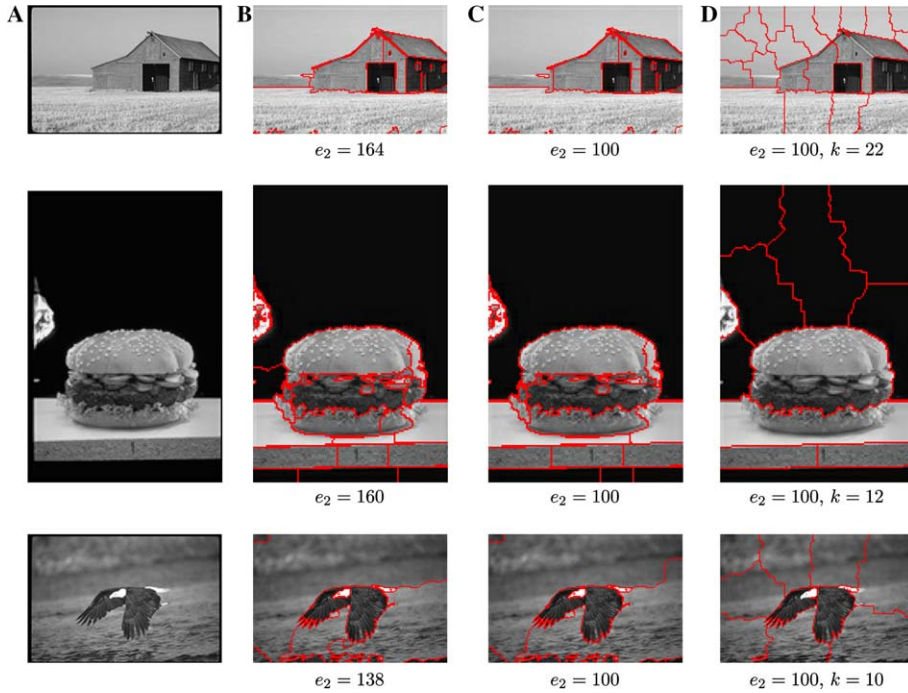 A B C D
e₂ = 164 e₂ = 100 e₂ = 100, k = 22
e₂ = 160 e₂ = 100 e₂ = 100, k = 12
e₂ = 138 e₂ = 100 e₂ = 100, k = 10